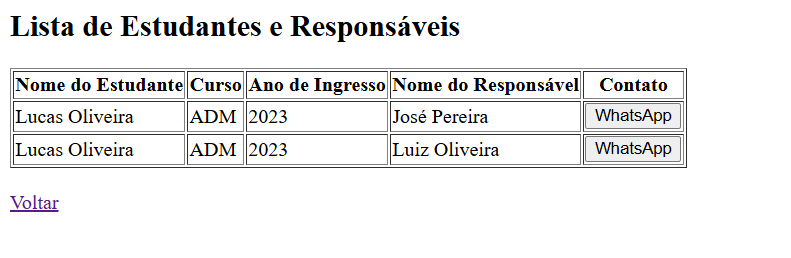 Lista de Estudantes e Responsáveis
Nome do Estudante Curso Ano de Ingresso Nome do Responsável Contato
Lucas Oliveira ADM 2023 José Pereira WhatsApp
Lucas Oliveira ADM 2023 Luiz Oliveira WhatsApp
Voltar